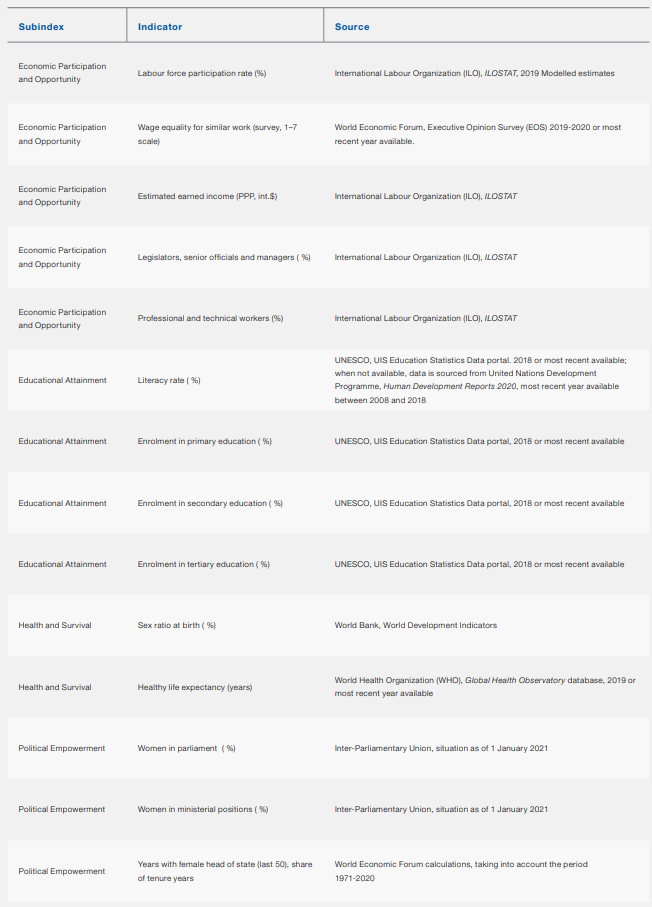 Subindex Indicator Source
Economic Participation
and Opportunity
Labour force participation rate (%)
International Labour Organization (ILO), ILOSTAT, 2019 Modelled estimates
Economic Participation
and Opportunity
Wage equality for similar work (survey, 1–7
scale)
World Economic Forum, Executive Opinion Survey (EOS) 2019-2020 or most
recent year available.
Economic Participation
and Opportunity
Estimated earned income (PPP, int.$)
International Labour Organization (ILO), ILOSTAT
Economic Participation
and Opportunity
Legislators, senior officials and managers ( %)
International Labour Organization (ILO), ILOSTAT
Economic Participation
and Opportunity
Professional and technical workers (%)
International Labour Organization (ILO), ILOSTAT
Educational Attainment
Literacy rate ( %)
UNESCO, UIS Education Statistics Data portal. 2018 or most recent available;
when not available, data is sourced from United Nations Development
Programme, Human Development Reports 2020, most recent year available
between 2008 and 2018
Educational Attainment
Enrolment in primary education ( %)
UNESCO, UIS Education Statistics Data portal, 2018 or most recent available
Educational Attainment
Enrolment in secondary education ( %)
UNESCO, UIS Education Statistics Data portal, 2018 or most recent available
Educational Attainment
Enrolment in tertiary education ( %)
UNESCO, UIS Education Statistics Data portal, 2018 or most recent available
Health and Survival
Sex ratio at birth ( %)
World Bank, World Development Indicators
Health and Survival
Healthy life expectancy (years)
World Health Organization (WHO), Global Health Observatory database, 2019 or
most recent year available
Political Empowerment
Women in parliament ( %)
Inter-Parliamentary Union, situation as of 1 January 2021
Political Empowerment
Women in ministerial positions ( %)
Inter-Parliamentary Union, situation as of 1 January 2021
Political Empowerment
Years with female head of state (last 50), share
of tenure years
World Economic Forum calculations, taking into account the period
1971-2020